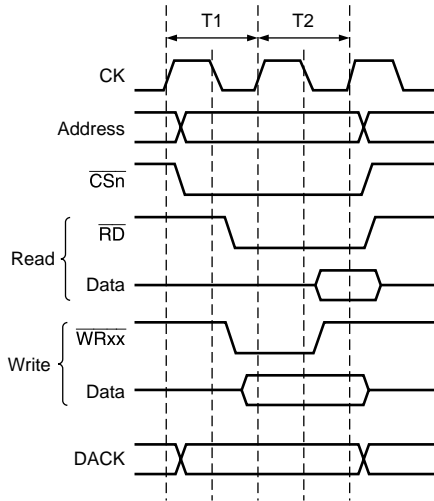 T1 T2
CK
Address
CSn
RD
Read
Data
WRxx
Write
Data
DACK